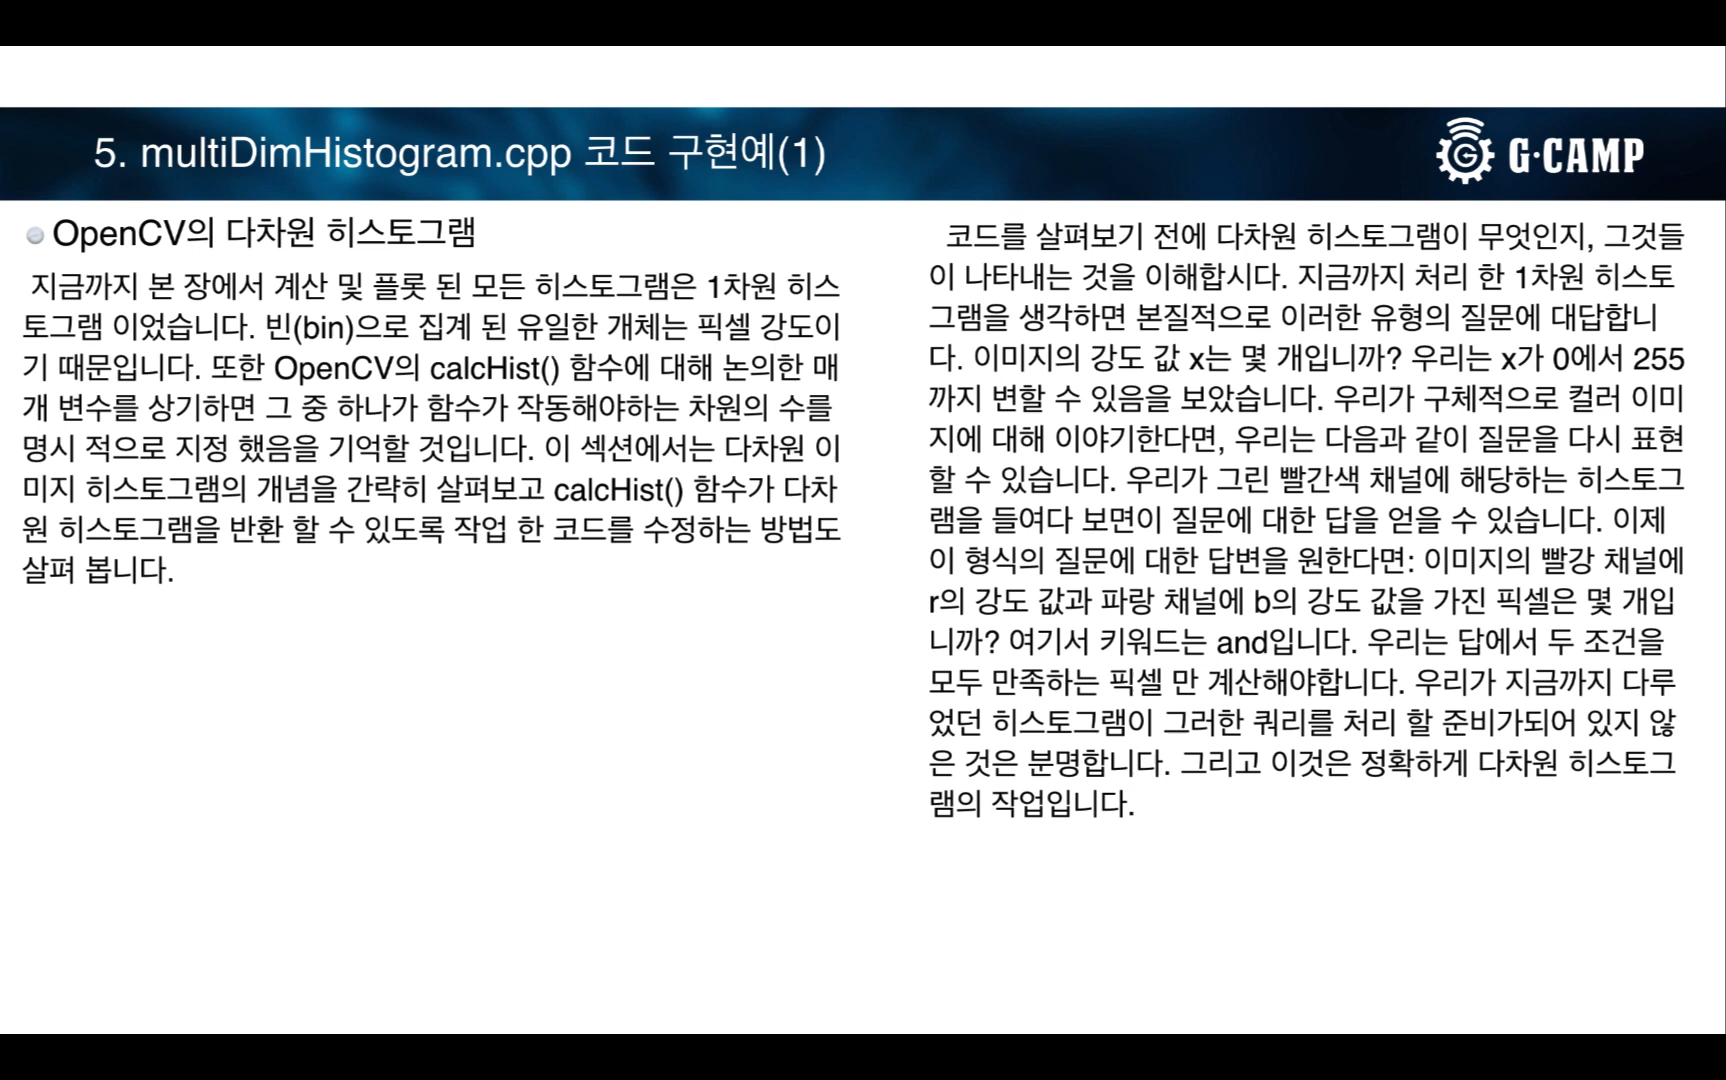 5. multiDimHistogram.cpp 코드 구현예(1)
G·CAMP
OpenCV의 다차원 히스토그램
지금까지 본 장에서 계산 및 플롯 된 모든 히스토그램은 1차원 히스
토그램 이었습니다. 빈(bin)으로 집계 된 유일한 개체는 픽셀 강도이
기 때문입니다. 또한 OpenCV의 calcHist() 함수에 대해 논의한 매
개 변수를 상기하면 그 중 하나가 함수가 작동해야하는 차원의 수를
명시 적으로 지정 했음을 기억할 것입니다. 이 섹션에서는 다차원 이
미지 히스토그램의 개념을 간략히 살펴보고 calcHist() 함수가 다차
원 히스토그램을 반환 할 수 있도록 작업 한 코드를 수정하는 방법도
살펴 봅니다.
코드를 살펴보기 전에 다차원 히스토그램이 무엇인지, 그것들
이 나타내는 것을 이해합시다. 지금까지 처리 한 1차원 히스토
그램을 생각하면 본질적으로 이러한 유형의 질문에 대답합니
다. 이미지의 강도 값 x는 몇 개입니까? 우리는 x가 0에서 255
까지 변할 수 있음을 보았습니다. 우리가 구체적으로 컬러 이미
지에 대해 이야기한다면, 우리는 다음과 같이 질문을 다시 표현
할 수 있습니다. 우리가 그린 빨간색 채널에 해당하는 히스토그
램을 들여다 보면이 질문에 대한 답을 얻을 수 있습니다. 이제
이 형식의 질문에 대한 답변을 원한다면: 이미지의 빨강 채널에
r의 강도 값과 파랑 채널에 b의 강도 값을 가진 픽셀은 몇 개입
니까? 여기서 키워드는 and입니다. 우리는 답에서 두 조건을
모두 만족하는 픽셀 만 계산해야합니다. 우리가 지금까지 다루
었던 히스토그램이 그러한 쿼리를 처리 할 준비가되어 있지 않
은 것은 분명합니다. 그리고 이것은 정확하게 다차원 히스토그
램의 작업입니다.